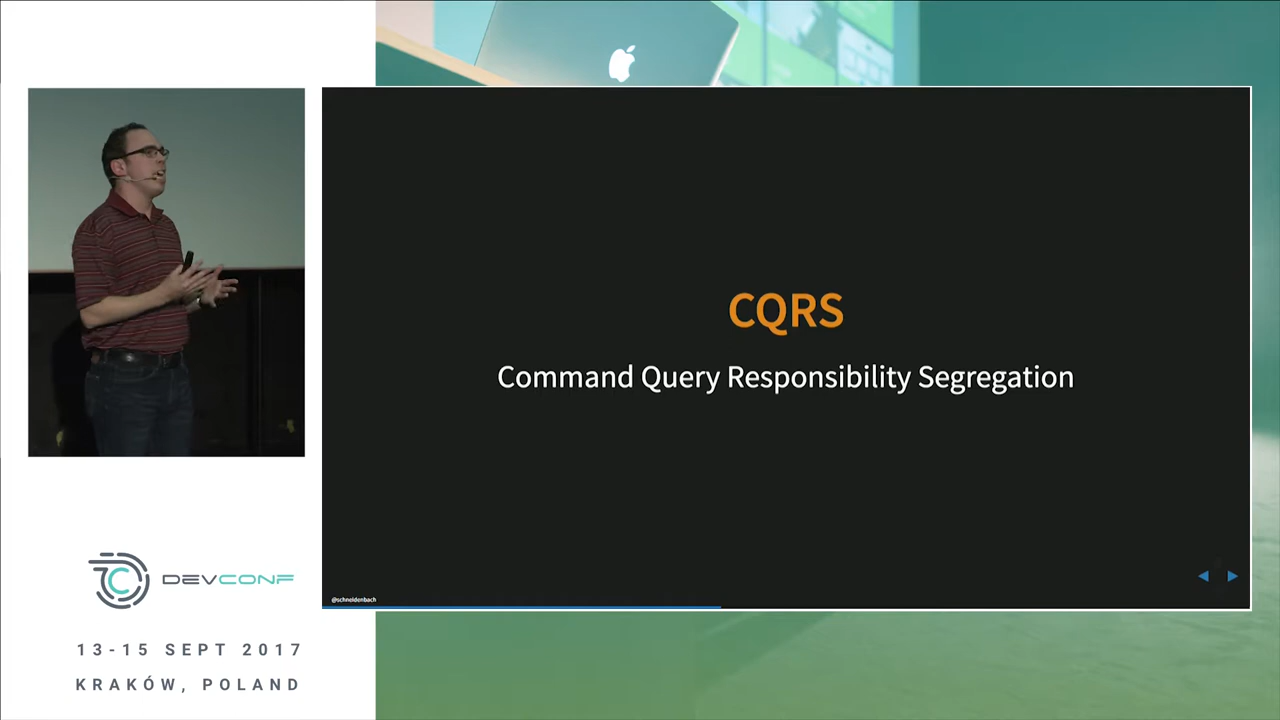 CQRS
Command Query Responsibility Segregation
@schneidenbach
DEVCONF
13-15 SEPT 2017
KRAKÓW, POLAND